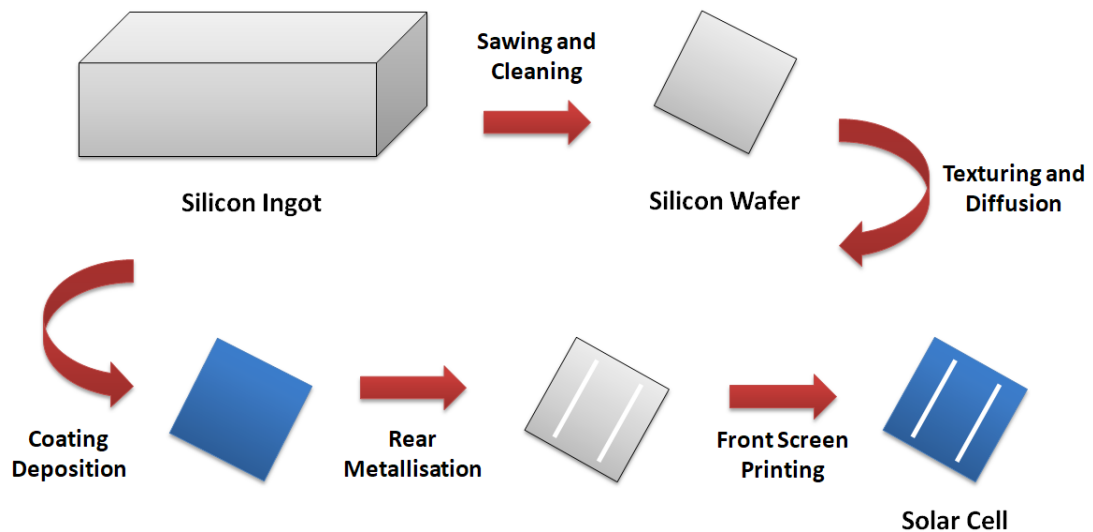 Sawing and
Cleaning
Silicon Ingot
Silicon Wafer
Texturing and
Diffusion
Coating
Deposition
Rear
Metallisation
Front Screen
Printing
Solar Cell